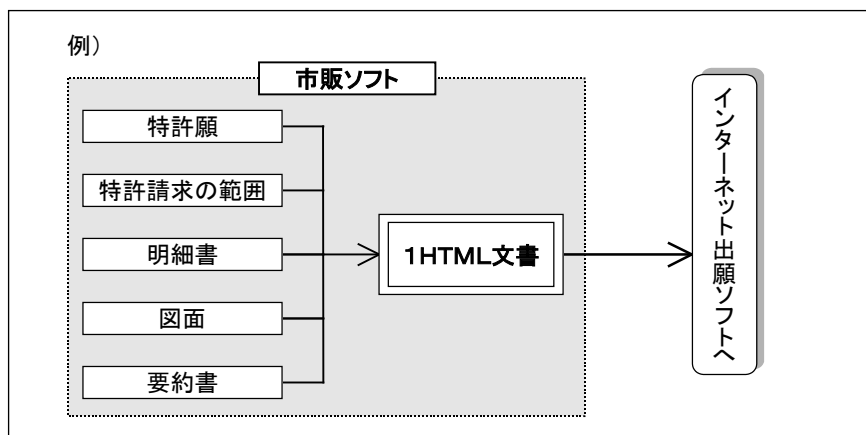 例）
市販ソフト
特許願
特許請求の範囲
明細書
図面
要約書
１ＨＴＭＬ文書
インターネット出願ソフトへ